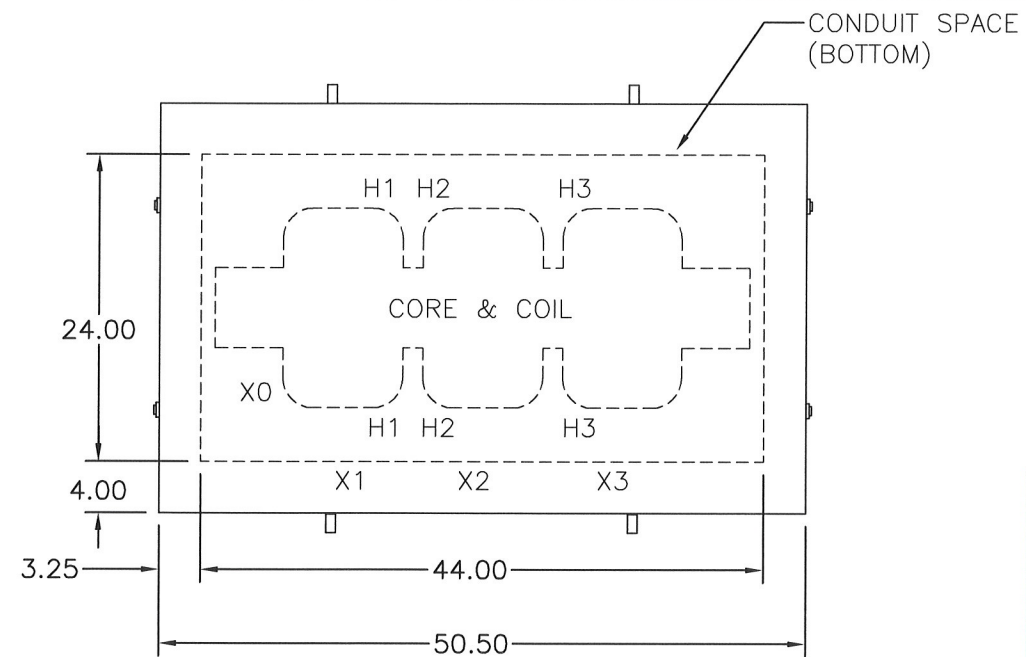 CONDUIT SPACE
(BOTTOM)
H1 H2 H3
24.00
CORE & COIL
X0
H1 H2 H3
4.00
X1 X2 X3
3.25
44.00
50.50